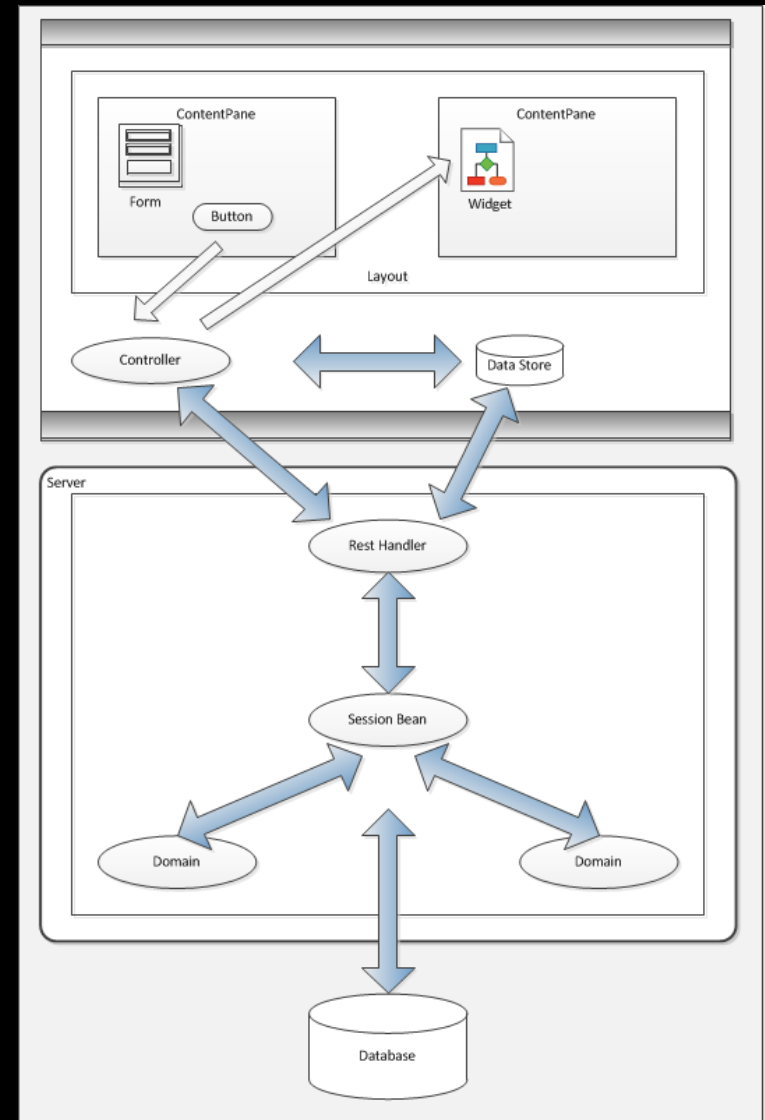 ContentPane
ContentPane
Form
Widget
Button
Layout
Controller
Data Store
Server
Rest Handler
Session Bean
Domain
Domain
Database